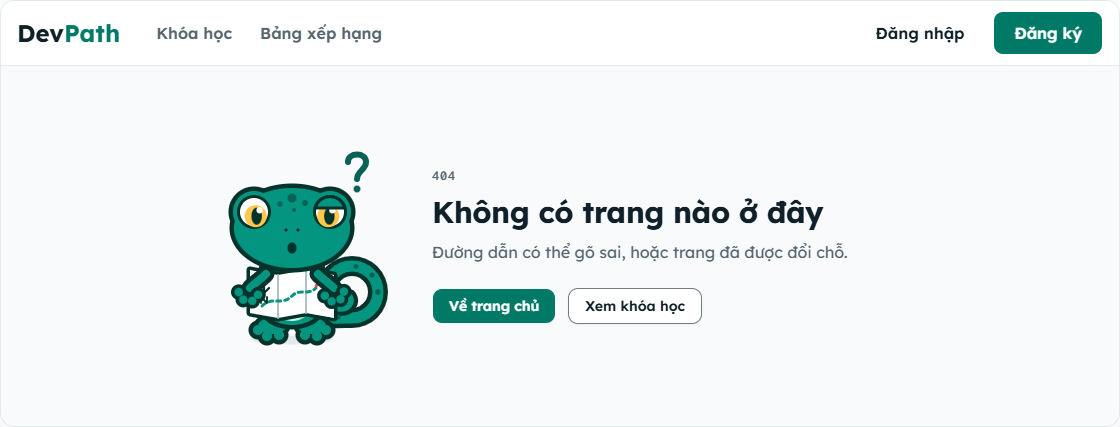 DevPath Khóa học Bảng xếp hạng Đăng nhập Đăng ký
?
404
Không có trang nào ở đây
Đường dẫn có thể gõ sai, hoặc trang đã được đổi chỗ.
Về trang chủ Xem khóa học